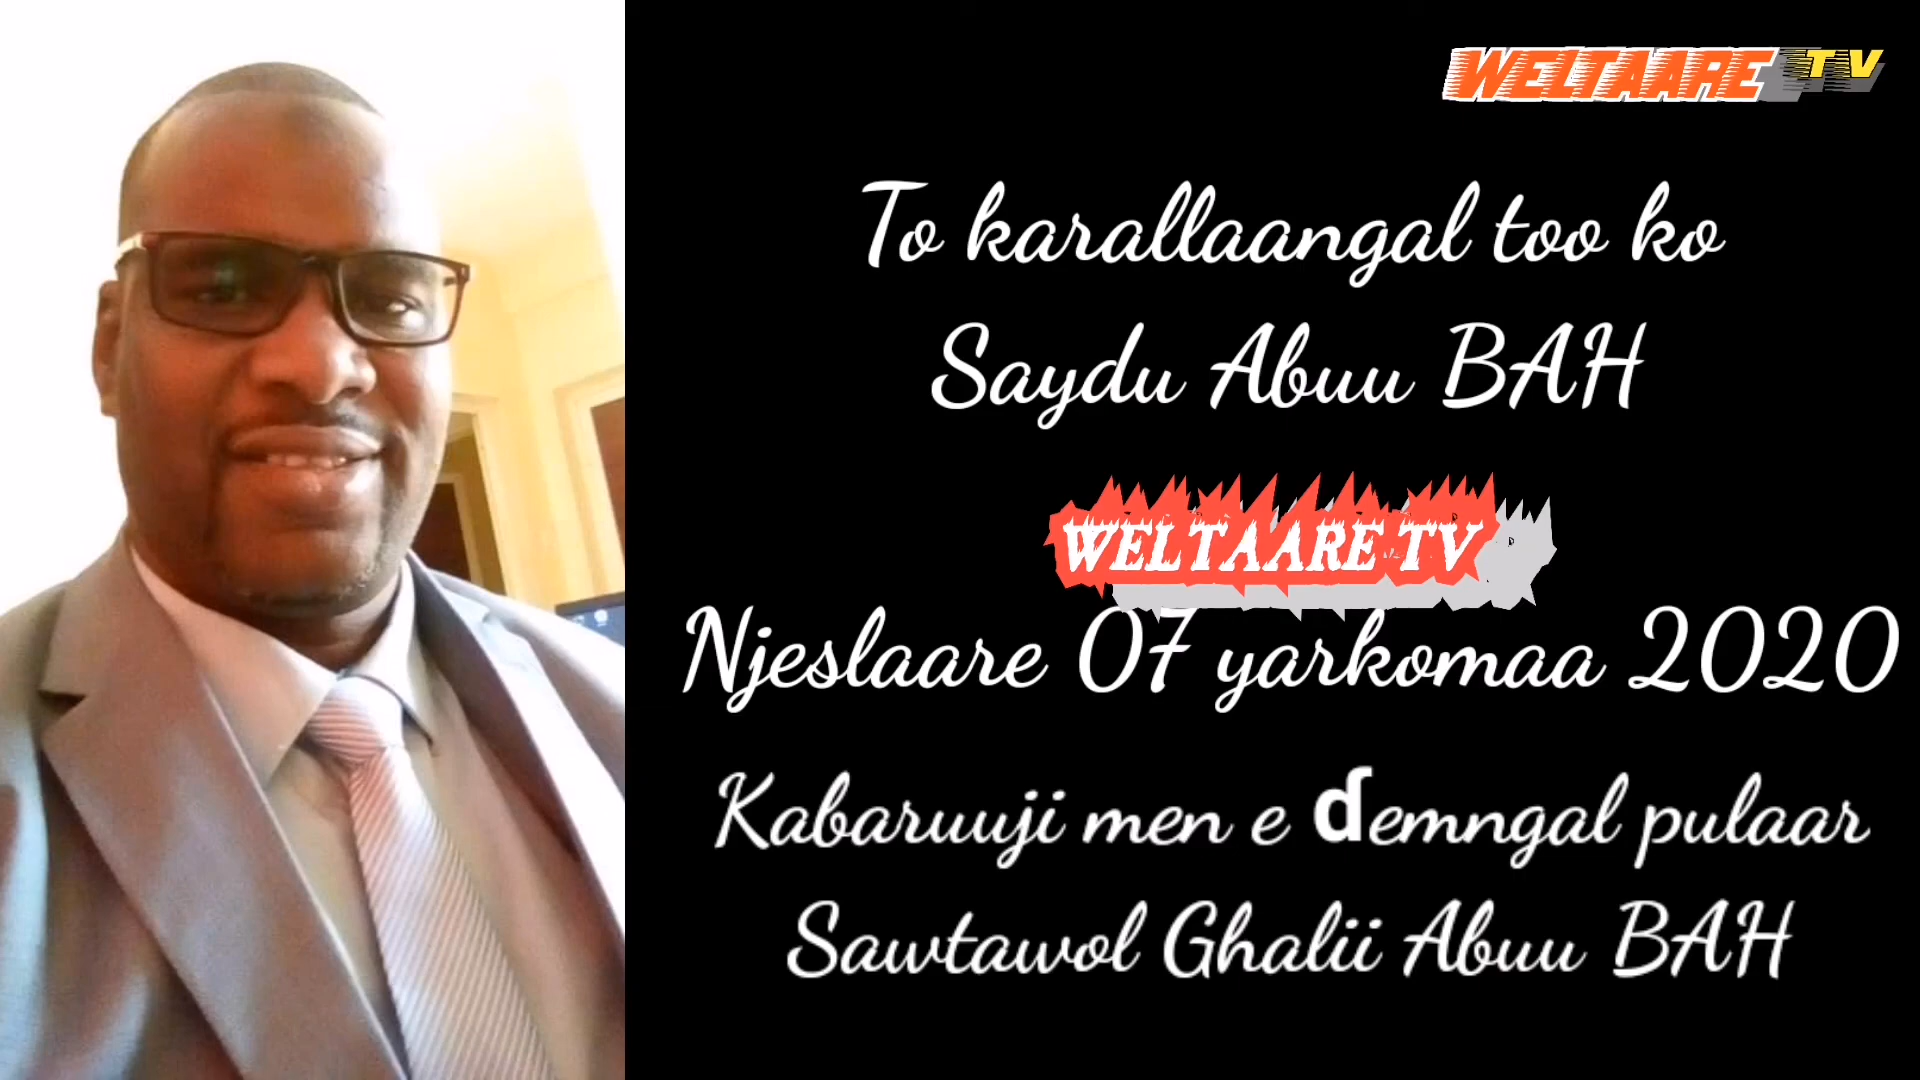 WELTAARE TV
To karallaangal too ko
Saydu Abuu BAH
WELTAARE TV
Njeslaare 07 yarkomaa 2020
Kabaruuji men e ɗemngal pulaar
Sawtawol Ghalii Abuu BAH